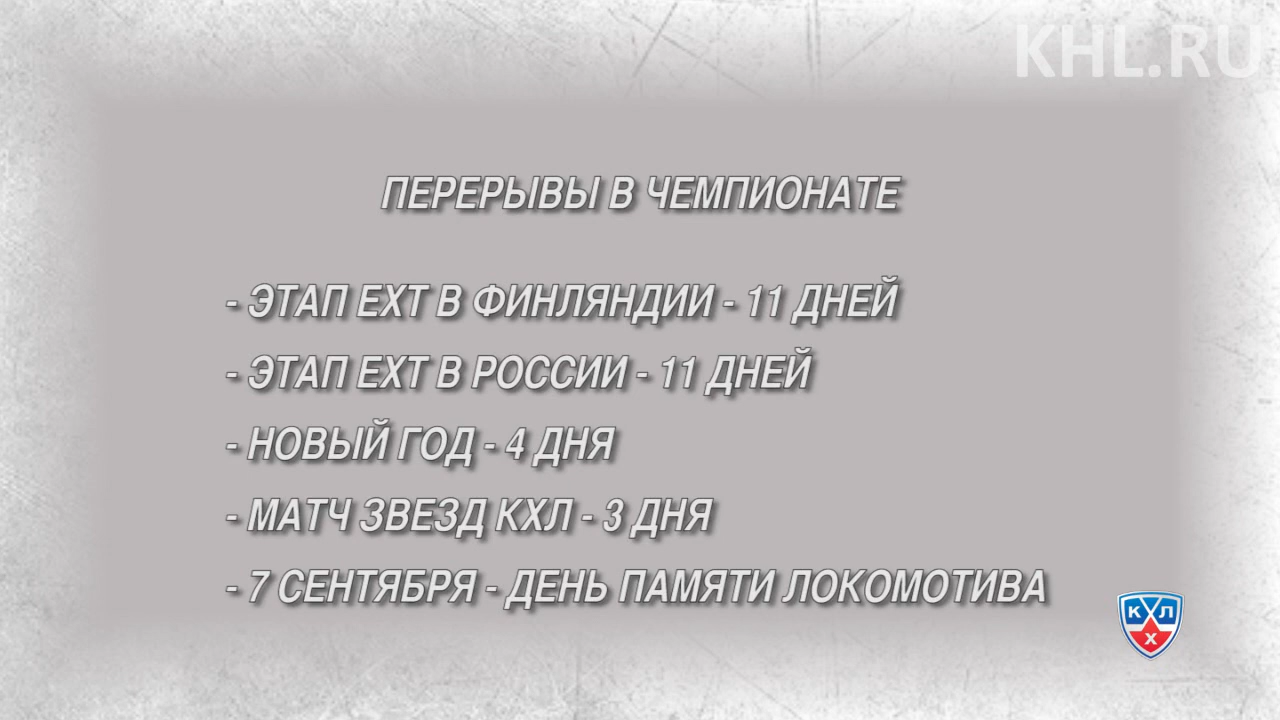 KHL.RU
ПЕРЕРЫВЫ В ЧЕМПИОНАТЕ
- ЭТАП ЕХТ В ФИНЛЯНДИИ - 11 ДНЕЙ
- ЭТАП ЕХТ В РОССИИ - 11 ДНЕЙ
- НОВЫЙ ГОД - 4 ДНЯ
- МАТЧ ЗВЕЗД КХЛ - 3 ДНЯ
- 7 СЕНТЯБРЯ - ДЕНЬ ПАМЯТИ ЛОКОМОТИВА
КХЛ